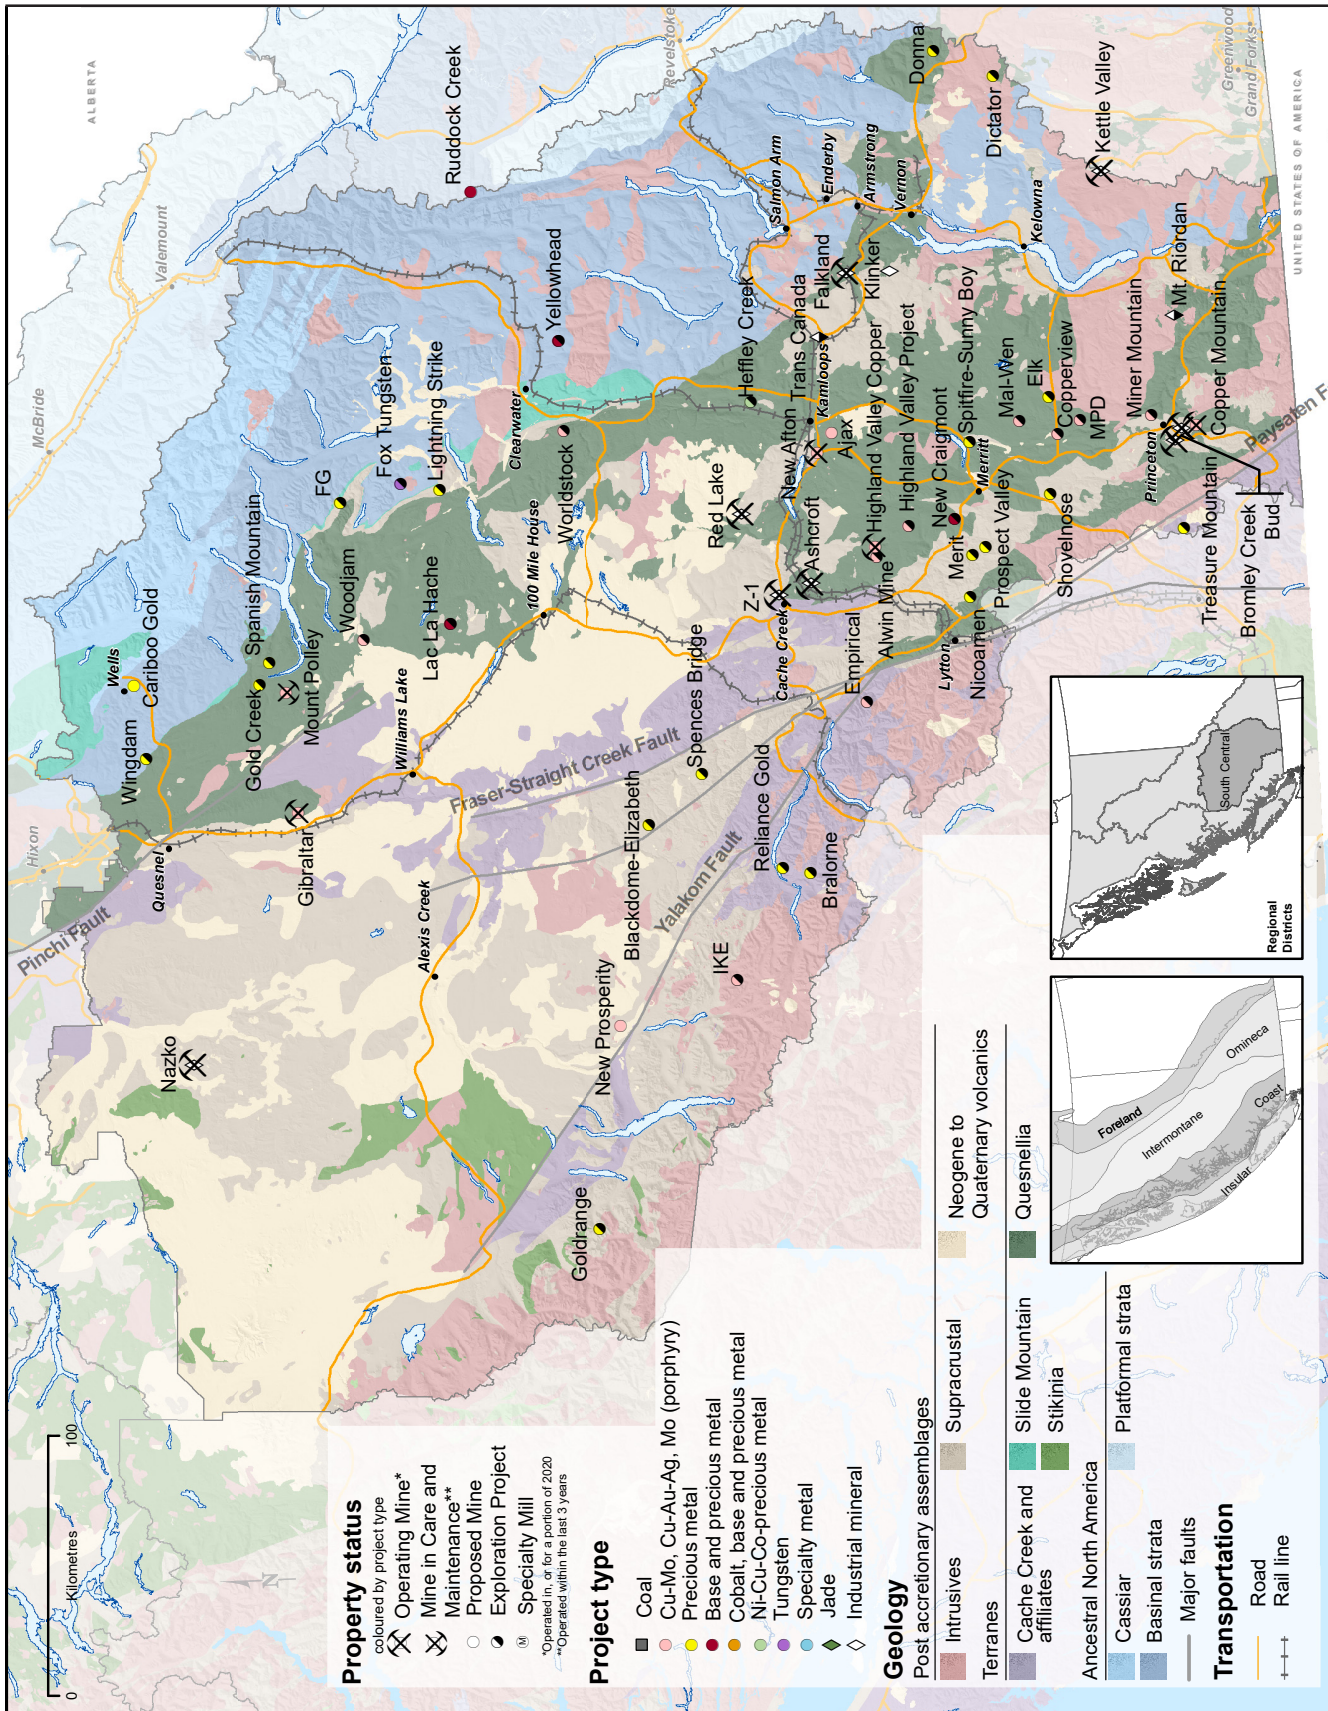 ALBERTA
McBride
Valemount
Hixon
Revelstoke
Greenwood
Grand Forks
UNITED STATES OF AMERICA
Ruddock Creek
Donna
Dictator
Kettle Valley
Salmon Arm
Enderby
Armstrong
Vernon
Kelowna
Yellowhead
Heffley Creek
Trans Canada
Kamloops
Falkland
Klinker
Mt. Riordan
Wells
Cariboo Gold
Wingdam
Spanish Mountain
Gold Creek
Mount Polley
FG
Fox Tungsten
Lightning Strike
Clearwater
Woodjam
Lac La Hache
100 Mile House
Worldstock
Red Lake
New Afton
Ajax
Highland Valley Copper
Highland Valley Project
New Craigmont
Spitfire-Sunny Boy
Mal-Wen
Elk
Copperview
MPD
Miner Mountain
Copper Mountain
Paysaten F
Princeton
Merritt
Merit
Prospect Valley
Shovelnose
Treasure Mountain
Bromley Creek
Bud
Z-1
Ashcroft
Cache Creek
Alwin Mine
Empirical
Lytton
Nicoamen
Quesnel
Pinchi Fault
Gibraltar
Williams Lake
Fraser-Straight Creek Fault
Spences Bridge
Blackdome-Elizabeth
Yalakom Fault
Reliance Gold
Bralorne
Alexis Creek
Nazko
New Prosperity
IKE
Goldrange
0
100
Kilometres
N
Property status
coloured by project type
Operating Mine*
Mine in Care and
Maintenance**
Proposed Mine
Exploration Project
M
Specialty Mill
*Operated in, or for a portion of 2020
**Operated within the last 3 years
Project type
Coal
Cu-Mo, Cu-Au-Ag, Mo (porphyry)
Precious metal
Base and precious metal
Cobalt, base and precious metal
Ni-Cu-Co-precious metal
Tungsten
Specialty metal
Jade
Industrial mineral
Geology
Post accretionary assemblages
Intrusives
Supracrustal
Neogene to
Quaternary volcanics
Terranes
Cache Creek and
affiliates
Slide Mountain
Stikinia
Quesnellia
Ancestral North America
Cassiar
Basinal strata
Platformal strata
Major faults
Transportation
Road
Rail line
Foreland
Omineca
Intermontane
Coast
Insular
South Central
Regional
Districts